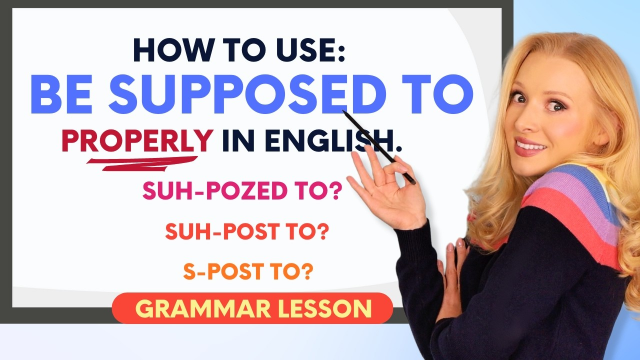 HOW TO USE:
BE SUPPOSED TO
PROPERLY IN ENGLISH.
SUH-POZED TO?
SUH-POST TO?
S-POST TO?
GRAMMAR LESSON